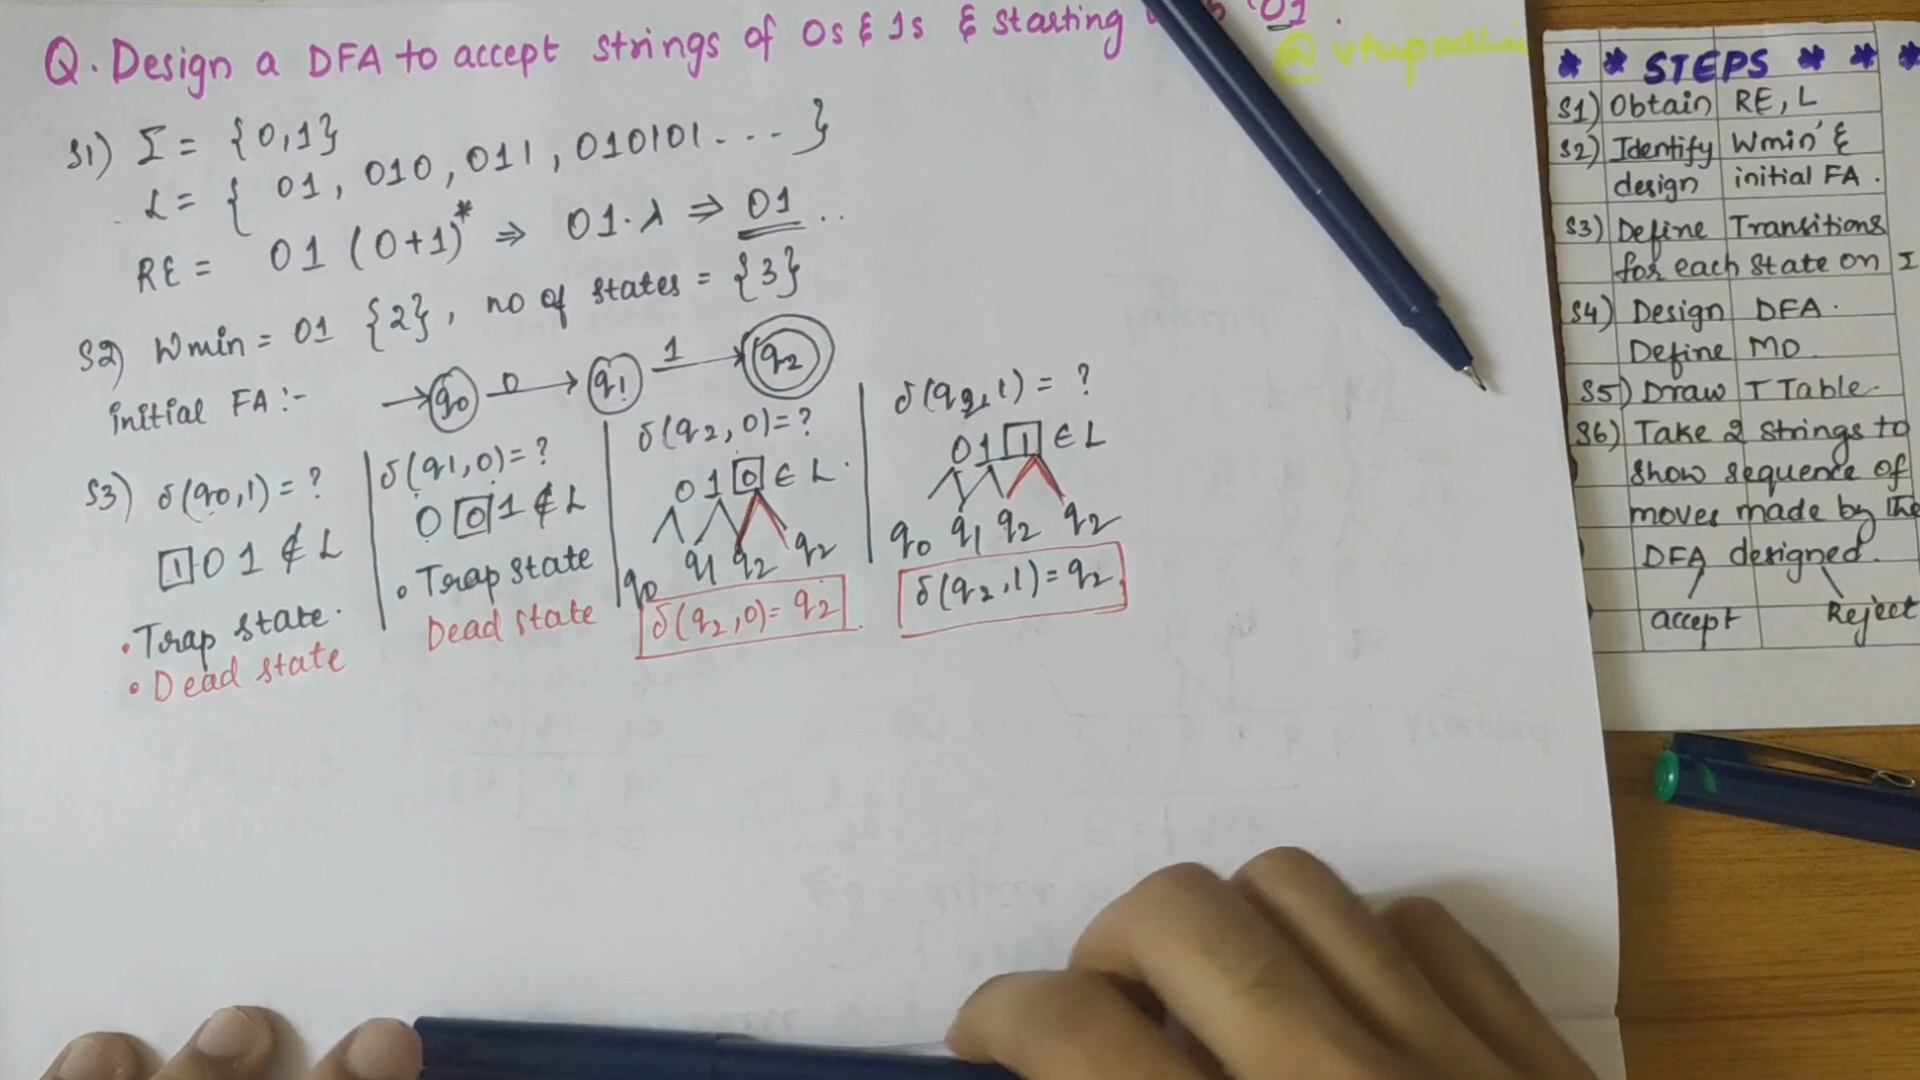 Q. Design a DFA to accept strings of 0s & 1s & starting '01'.
@vtupadhai
S1) Σ = {0,1}
L = { 01, 010, 011, 010101... }
RE = 01 (0+1)* ⇒ 01.λ ⇒ 01 ..
S2) Wmin = 01 {2}, no of states = {3}
initial FA :- → q0 0 → q1 1 → q2
S3) δ(q0,1) = ?
1 0 1 ∉ L
• Trap state.
• Dead state
δ(q1,0) = ?
0 0 1 ∉ L
• Trap state
Dead state
δ(q2,0) = ?
0 1 0 ∈ L.
q0 q1 q2 q2
δ(q2,0) = q2
δ(q2,1) = ?
0 1 1 ∈ L
q0 q1 q2 q2
δ(q2,1) = q2
* * STEPS * * *
S1) Obtain RE, L
S2) Identify Wmin' &
design initial FA.
S3) Define Transitions
for each state on I
S4) Design DFA.
Define MD
S5) Draw T Table.
S6) Take 2 strings to
show sequence of
moves made by the
DFA designed.
accept Reject